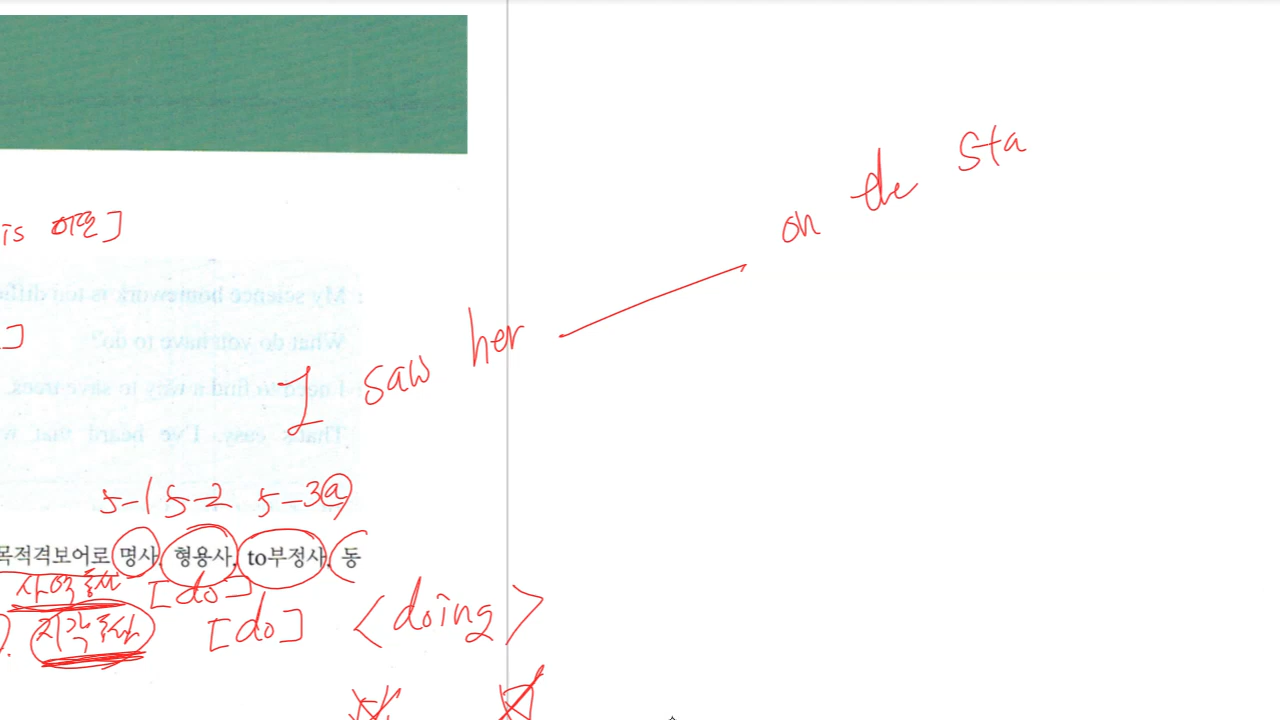 on the sta
is 어떤]
]
I saw her
My science homework is too diffic
What do you have to do?
I need to find a way to save trees.
That's easy. I've heard that w
5-1 5-2 5-3ⓐ
목적격보어로 명사, 형용사, to부정사, 동
사역동사 [do]
지각동사 [do] <doing>